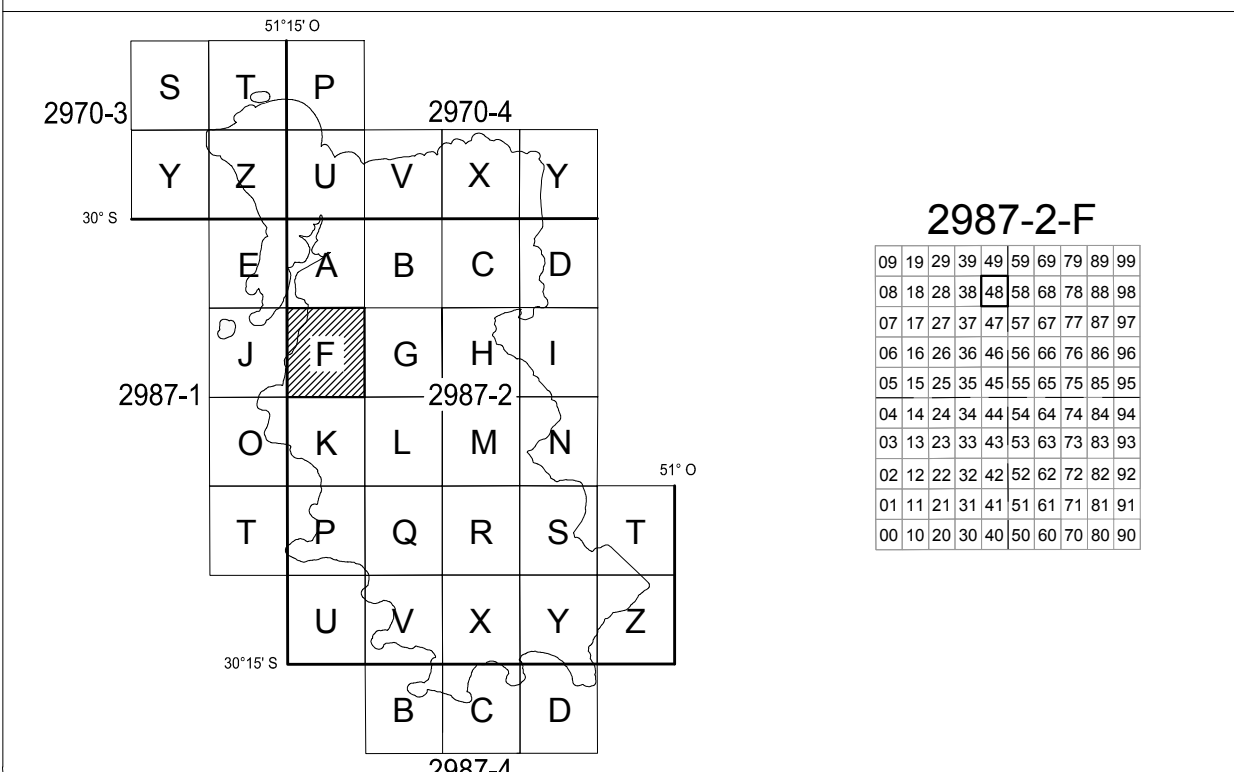 51°15' O
S T P
2970-3
2970-4
Y Z U V X Y
30° S
E A B C D
J F G H I
2987-1
2987-2
O K L M N
51° O
T P Q R S T
U V X Y Z
30°15' S
B C D
2987-4
2987-2-F
09 19 29 39 49 59 69 79 89 99
08 18 28 38 48 58 68 78 88 98
07 17 27 37 47 57 67 77 87 97
06 16 26 36 46 56 66 76 86 96
05 15 25 35 45 55 65 75 85 95
04 14 24 34 44 54 64 74 84 94
03 13 23 33 43 53 63 73 83 93
02 12 22 32 42 52 62 72 82 92
01 11 21 31 41 51 61 71 81 91
00 10 20 30 40 50 60 70 80 90